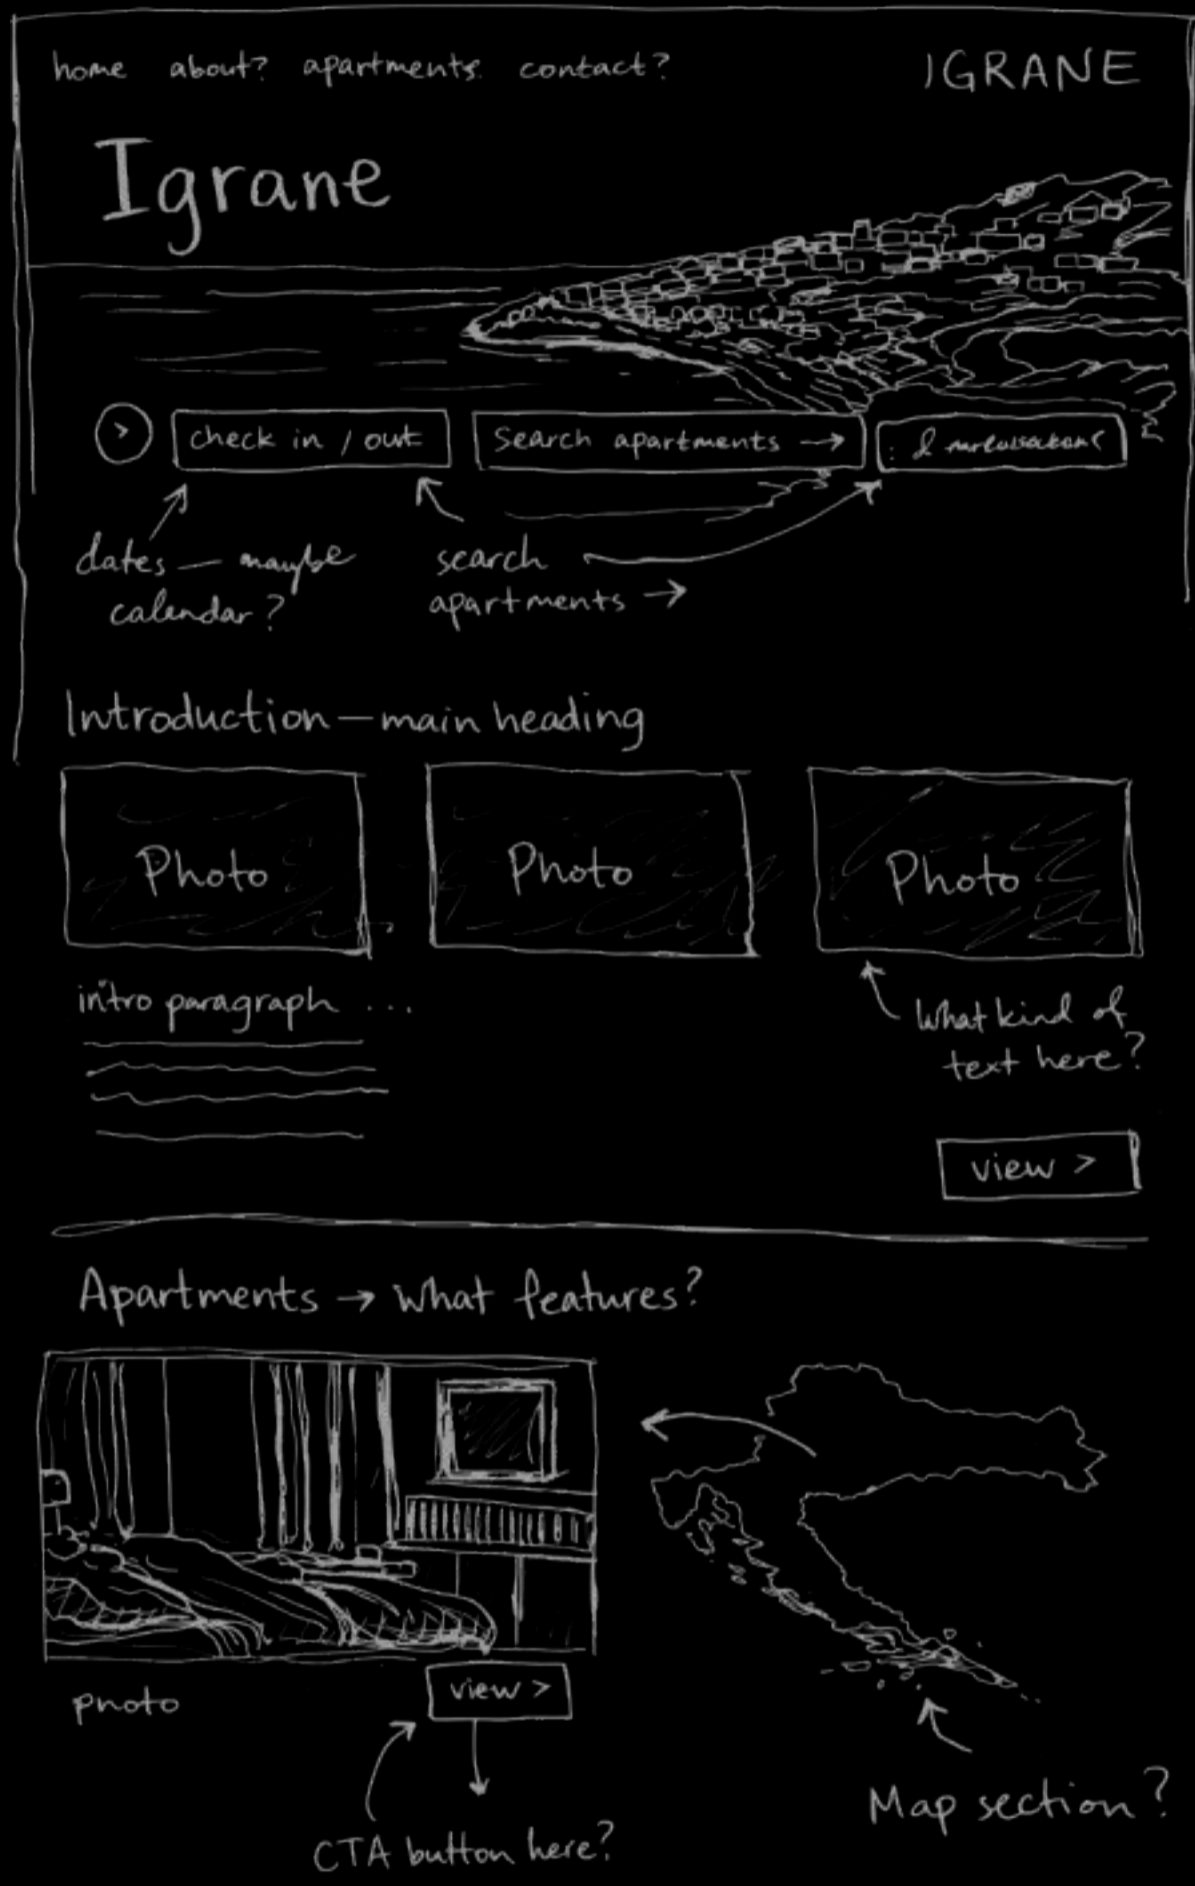 home about? apartments. contact? IGRANE
Igrane
> check in / out Search apartments →
dates — maybe
calendar?
search
apartments →
Introduction — main heading
Photo Photo Photo
intro paragraph ...
What kind of
text here?
view >
Apartments → what features?
photo
view >
CTA button here?
Map section?